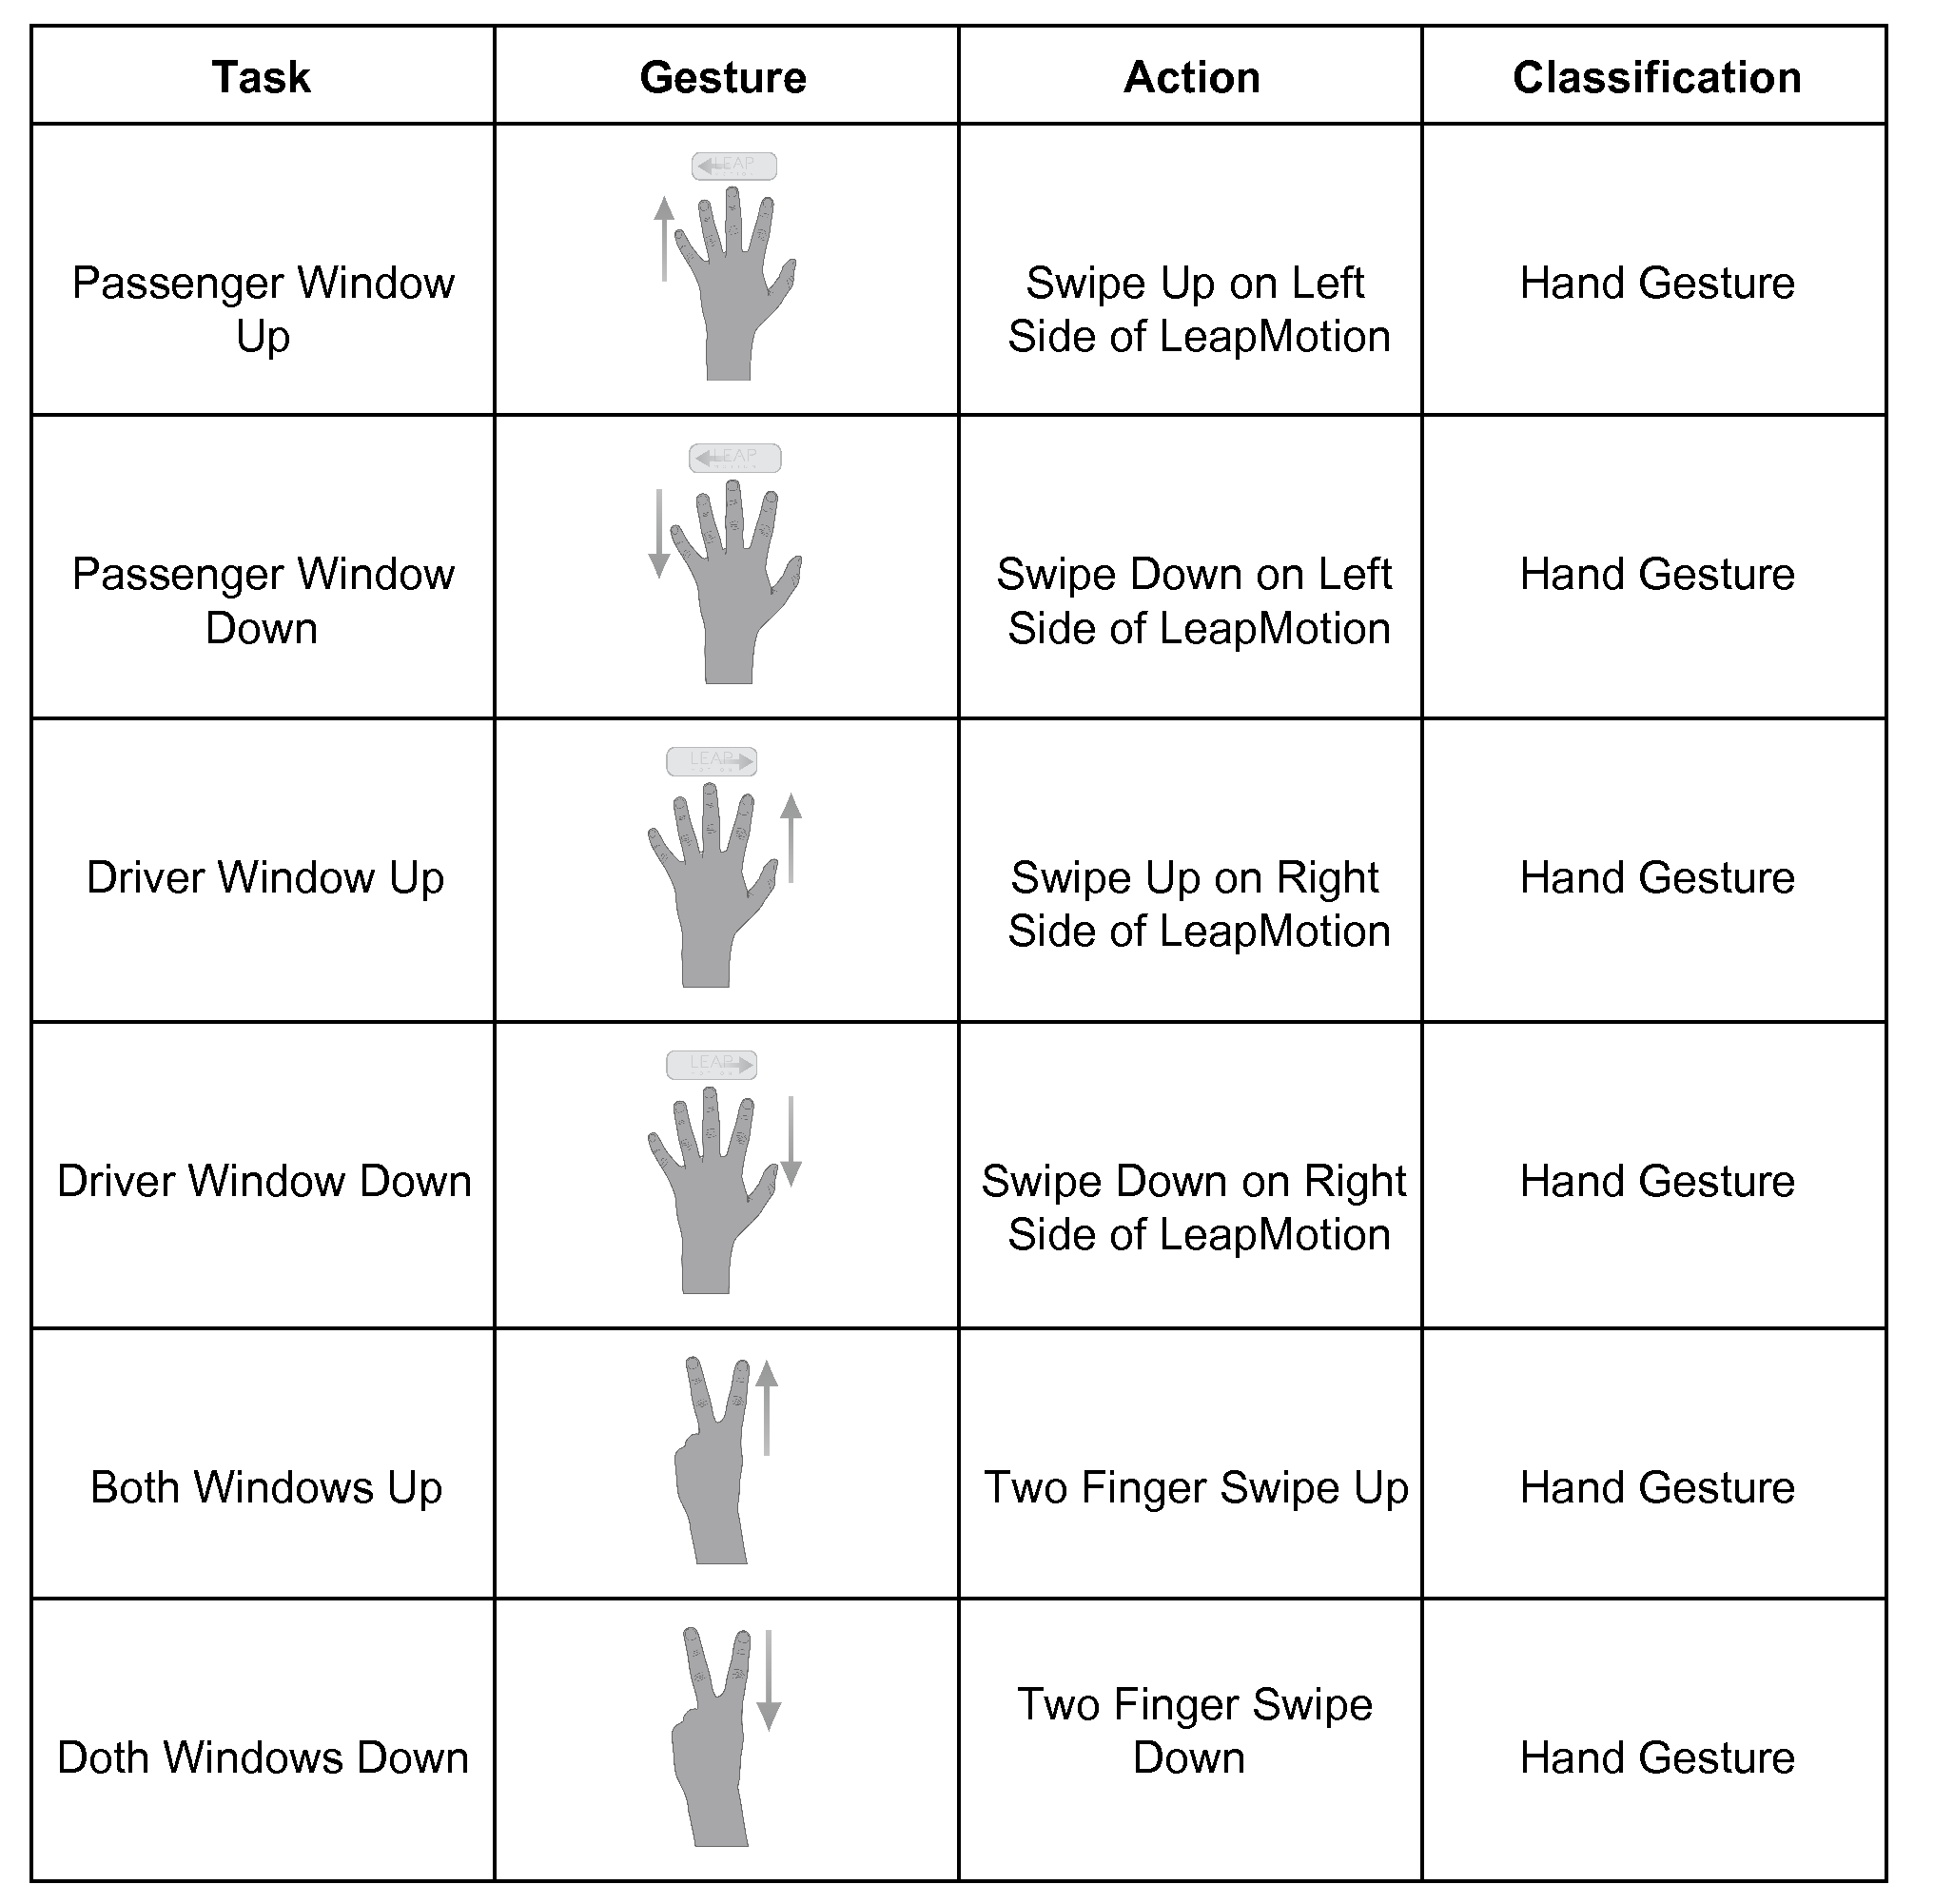 Task Gesture Action Classification
LEAP
Passenger Window
Up
Swipe Up on Left
Side of LeapMotion
Hand Gesture
LEAP
Passenger Window
Down
Swipe Down on Left
Side of LeapMotion
Hand Gesture
LEAP
Driver Window Up
Swipe Up on Right
Side of LeapMotion
Hand Gesture
LEAP
Driver Window Down
Swipe Down on Right
Side of LeapMotion
Hand Gesture
Both Windows Up
Two Finger Swipe Up
Hand Gesture
Doth Windows Down
Two Finger Swipe
Down
Hand Gesture